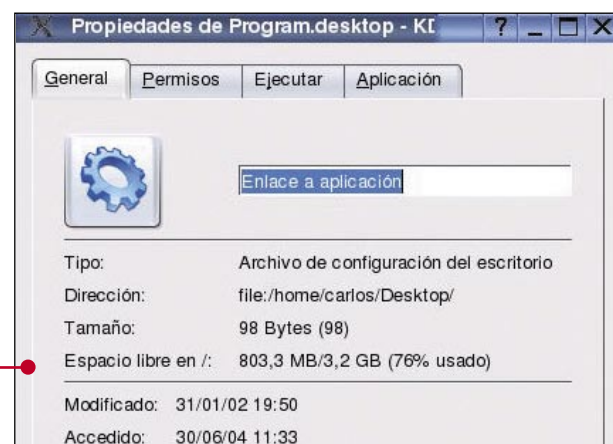 Propiedades de Program.desktop - KD
General Permisos Ejecutar Aplicación
Enlace a aplicación
Tipo: Archivo de configuración del escritorio
Dirección: file:/home/carlos/Desktop/
Tamaño: 98 Bytes (98)
Espacio libre en /: 803,3 MB/3,2 GB (76% usado)
Modificado: 31/01/02 19:50
Accedido: 30/06/04 11:33